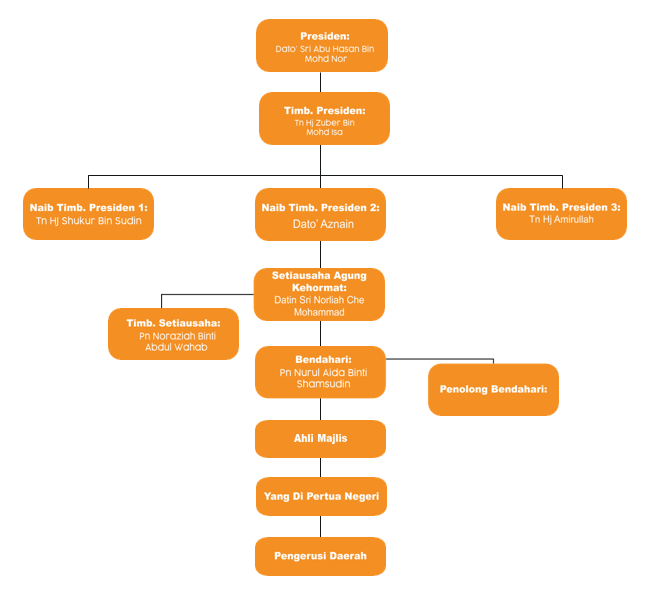 Presiden:
Dato' Sri Abu Hasan Bin
Mohd Nor
Timb. Presiden:
Tn Hj Zuber Bin
Mohd Isa
Naib Timb. Presiden 1:
Tn Hj Shukur Bin Sudin
Naib Timb. Presiden 2:
Dato' Aznain
Naib Timb. Presiden 3:
Tn Hj Amirullah
Setiausaha Agung
Kehormat:
Datin Sri Norliah Che
Mohammad
Timb. Setiausaha:
Pn Noraziah Binti
Abdul Wahab
Bendahari:
Pn Nurul Aida Binti
Shamsudin
Penolong Bendahari:
Ahli Majlis
Yang Di Pertua Negeri
Pengerusi Daerah